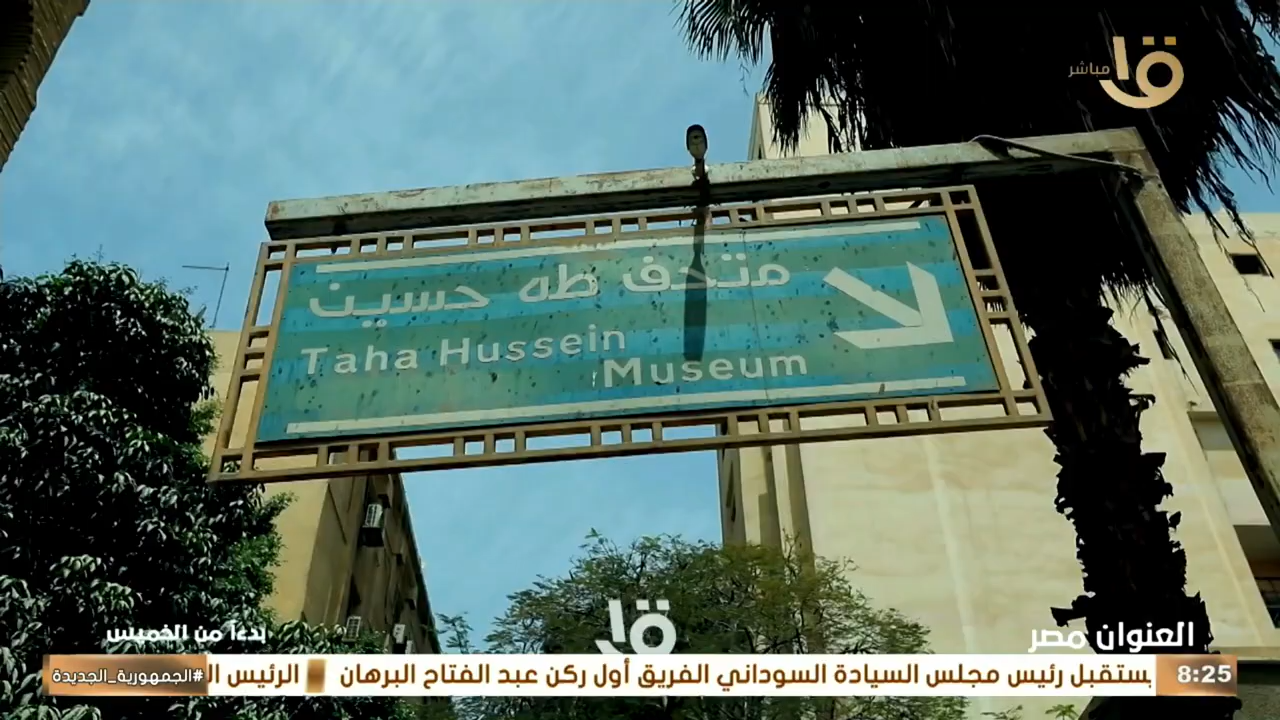 مباشر
متحف طه حسين
Taha Hussein
Museum
بدءاً من الخميس
العنوان مصر
#الجمهورية_الجديدة
الرئيس
يستقبل رئيس مجلس السيادة السوداني الفريق أول ركن عبد الفتاح البرهان
8:25